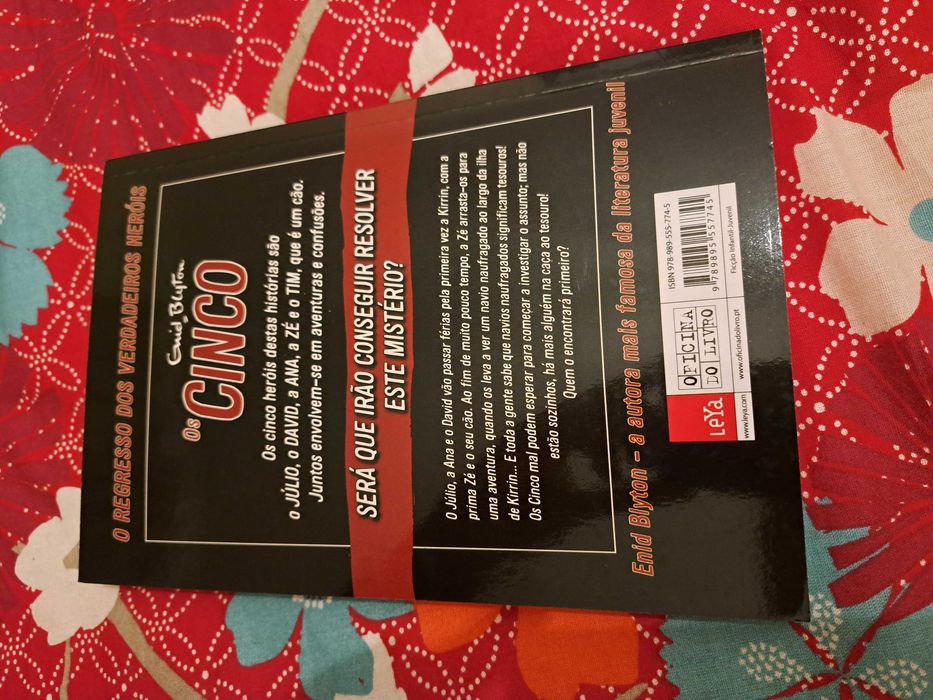 O REGRESSO DOS VERDADEIROS HERÓIS
Enid Blyton
OS
CINCO
Os cinco heróis destas histórias são
o JÚLIO, o DAVID, a ANA, a ZÉ e o TIM, que é um cão.
Juntos envolvem-se em aventuras e confusões.
SERÁ QUE IRÃO CONSEGUIR RESOLVER
ESTE MISTÉRIO?
O Júlio, a Ana e o David vão passar férias pela primeira vez a Kirrin, com a
prima Zé e o seu cão. Ao fim de muito pouco tempo, a Zé arrasta-os para
uma aventura, quando os leva a ver um navio naufragado ao largo da ilha
de Kirrin... E toda a gente sabe que navios naufragados significam tesouros!
Os Cinco mal podem esperar para começar a investigar o assunto; mas não
estão sozinhos, há mais alguém na caça ao tesouro!
Quem o encontrará primeiro?
Enid Blyton – a autora mais famosa da literatura juvenil
LeYa
www.leya.com
OFICINA
DO LIVRO
www.oficinadolivro.pt
ISBN 978-989-555-774-5
9 789895 557745
Ficção Infantil-Juvenil